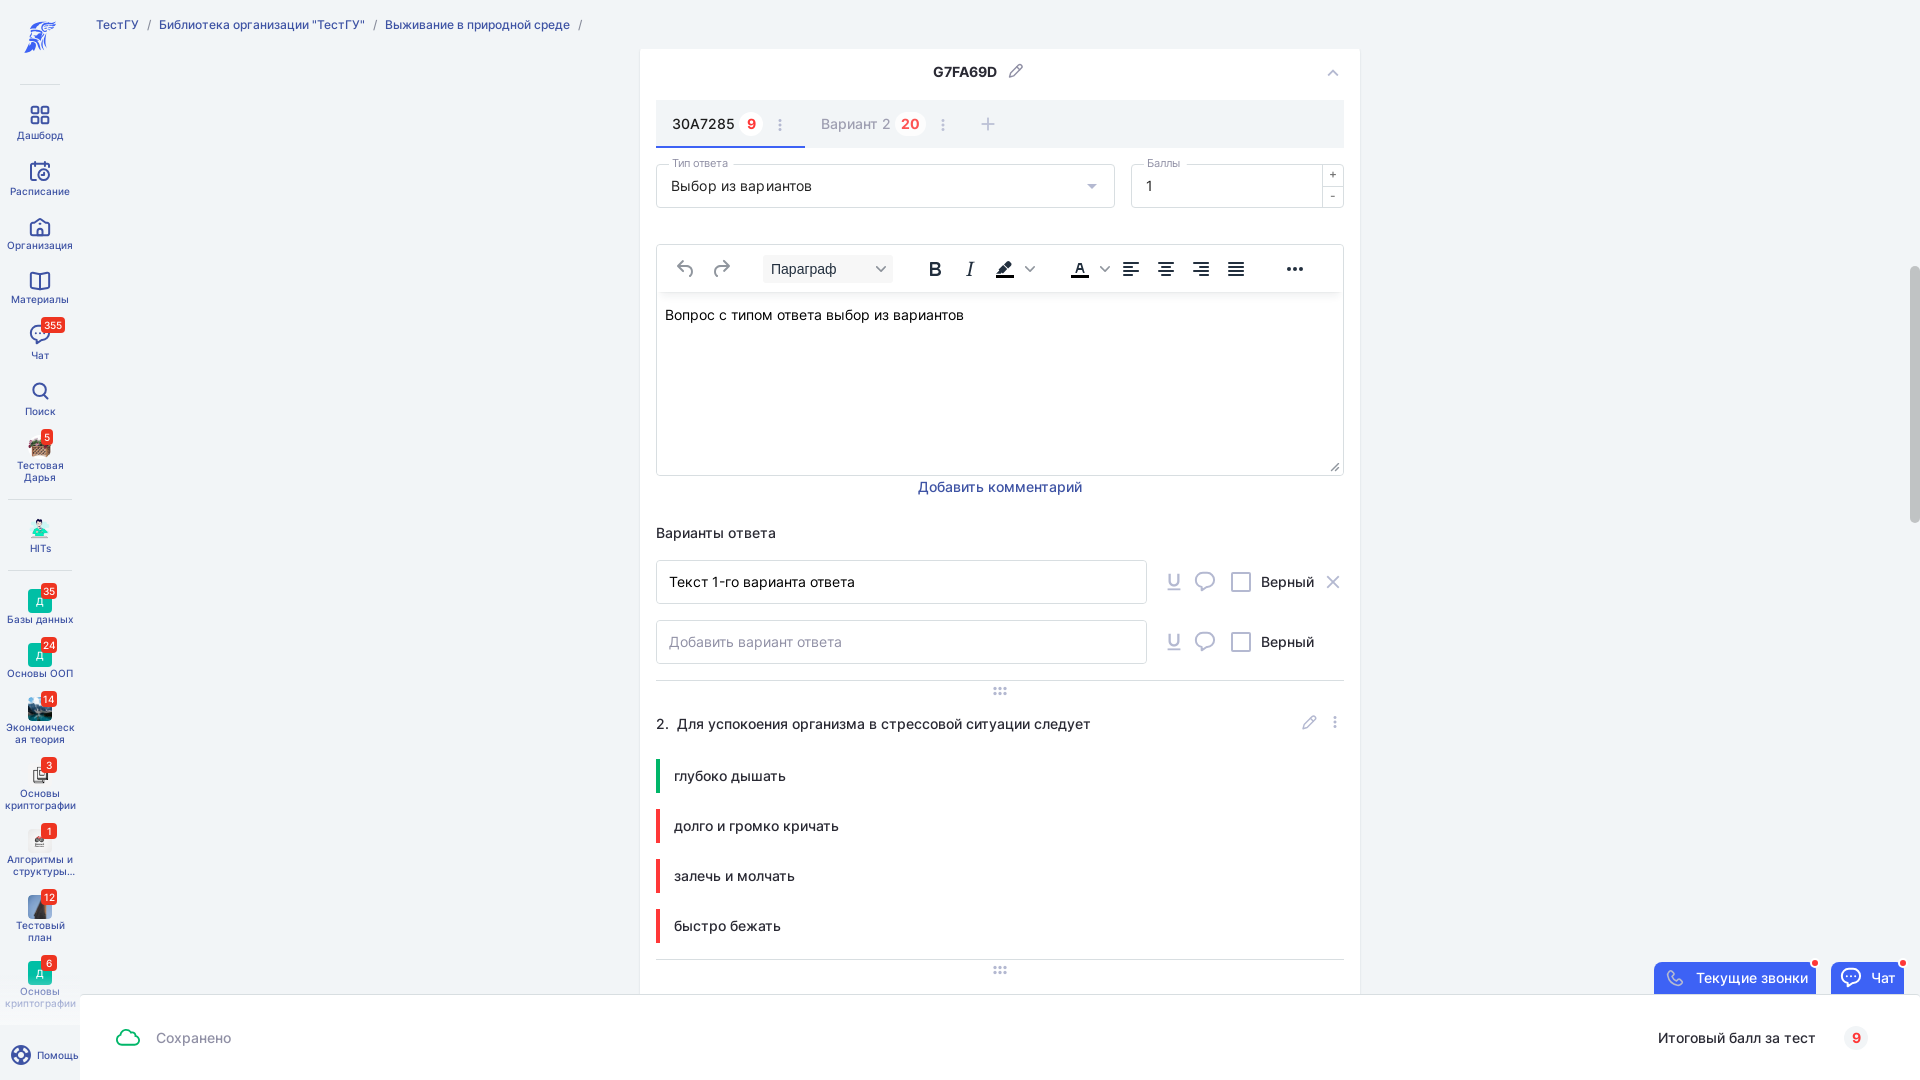 ТестГУ / Библиотека организации "ТестГУ" / Выживание в природной среде /
Дашборд
Расписание
Организация
Материалы
355
Чат
Поиск
5
Тестовая
Дарья
HITs
35
Д
Базы данных
24
Д
Основы ООП
14
Экономическ
ая теория
3
Основы
криптографии
1
Алгоритмы и
структуры...
12
Тестовый
план
6
Д
Основы
криптографии
Помощь
G7FA69D
30A7285 9 Вариант 2 20 +
Тип ответа
Выбор из вариантов
Баллы
1
+
-
Параграф B I A
Вопрос с типом ответа выбор из вариантов
Добавить комментарий
Варианты ответа
Текст 1-го варианта ответа U Верный
Добавить вариант ответа U Верный
2. Для успокоения организма в стрессовой ситуации следует
глубоко дышать
долго и громко кричать
залечь и молчать
быстро бежать
Текущие звонки
Чат
Сохранено
Итоговый балл за тест 9